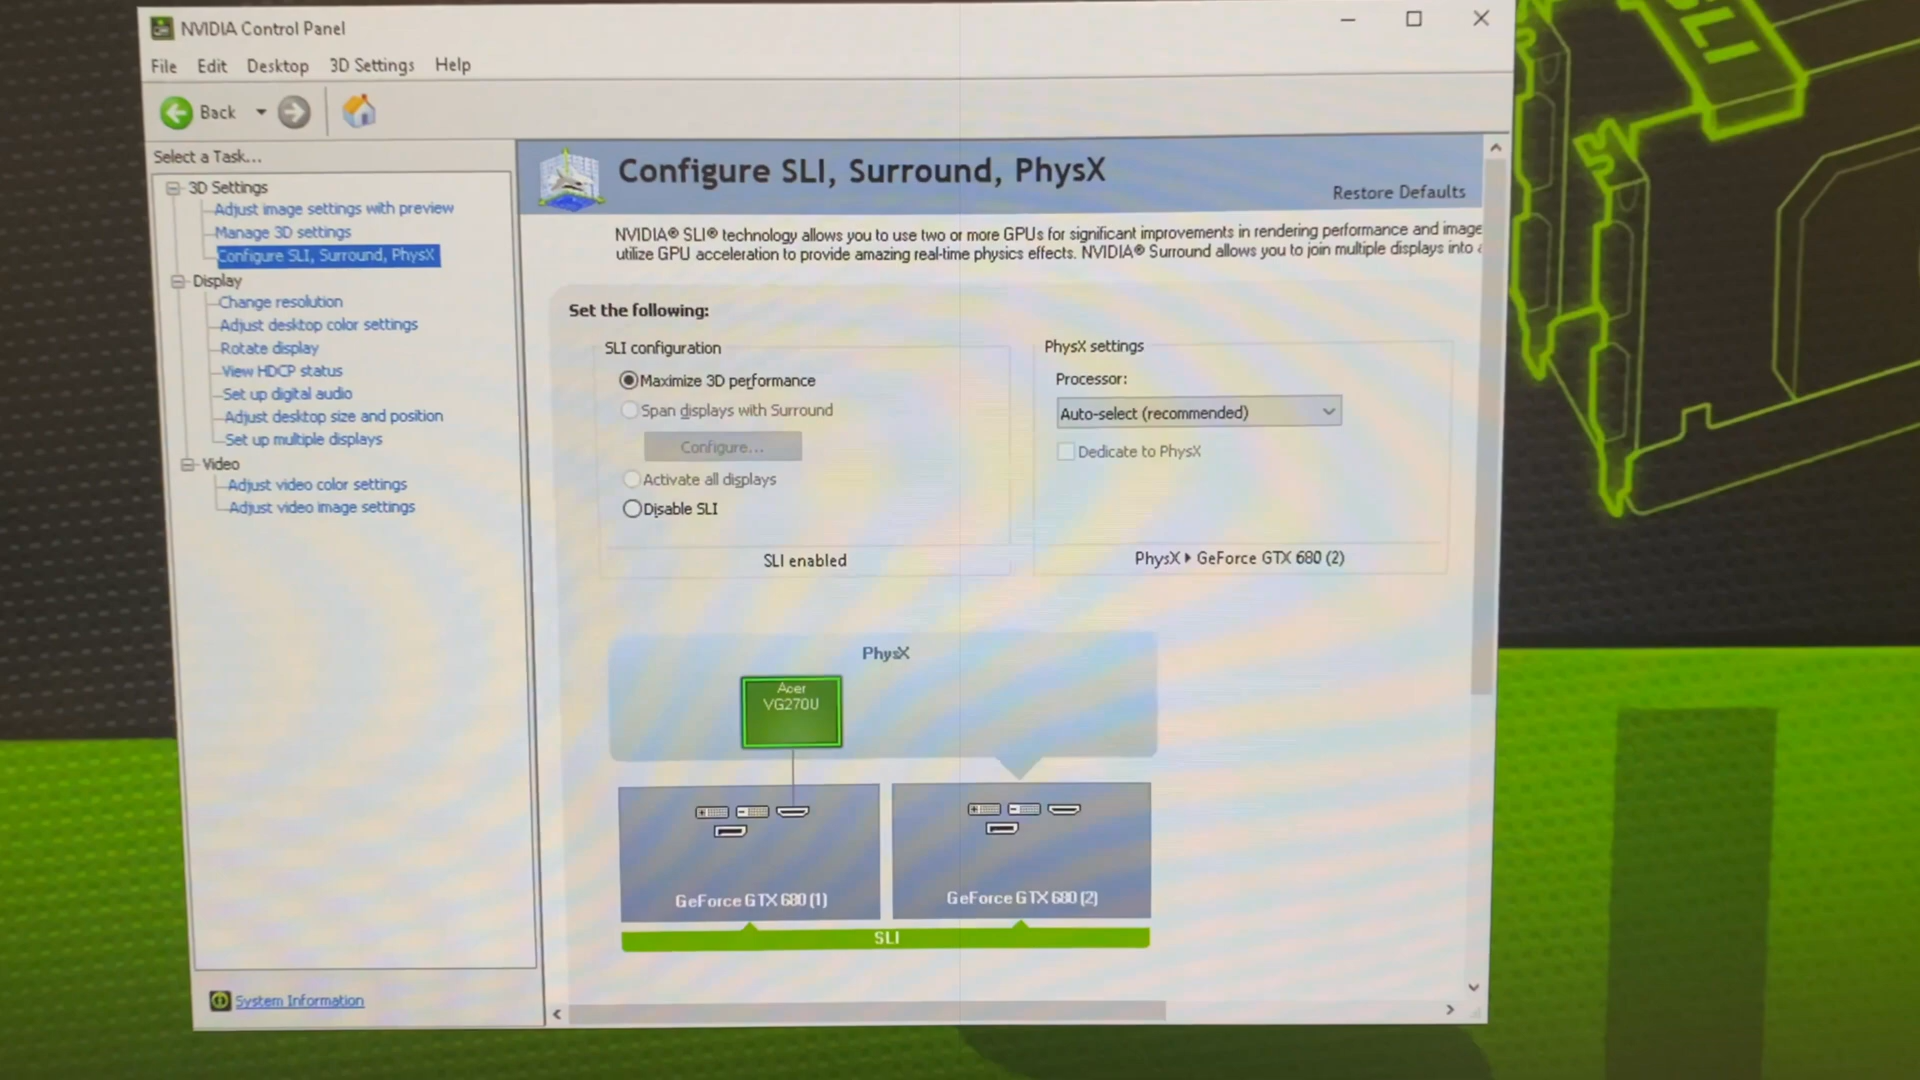 NVIDIA Control Panel
File Edit Desktop 3D Settings Help
Back
Select a Task...
3D Settings
Adjust image settings with preview
Manage 3D settings
Configure SLI, Surround, PhysX
Display
Change resolution
Adjust desktop color settings
Rotate display
View HDCP status
Set up digital audio
Adjust desktop size and position
Set up multiple displays
Video
Adjust video color settings
Adjust video image settings
System Information
Configure SLI, Surround, PhysX
Restore Defaults
NVIDIA® SLI® technology allows you to use two or more GPUs for significant improvements in rendering performance and image
utilize GPU acceleration to provide amazing real-time physics effects. NVIDIA® Surround allows you to join multiple displays into
Set the following:
SLI configuration
Maximize 3D performance
Span displays with Surround
Configure...
Activate all displays
Disable SLI
SLI enabled
PhysX settings
Processor:
Auto-select (recommended)
Dedicate to PhysX
PhysX GeForce GTX 680 (2)
PhysX
Acer
VG270U
GeForce GTX 680 (1)
GeForce GTX 680 (2)
SLI
SLI